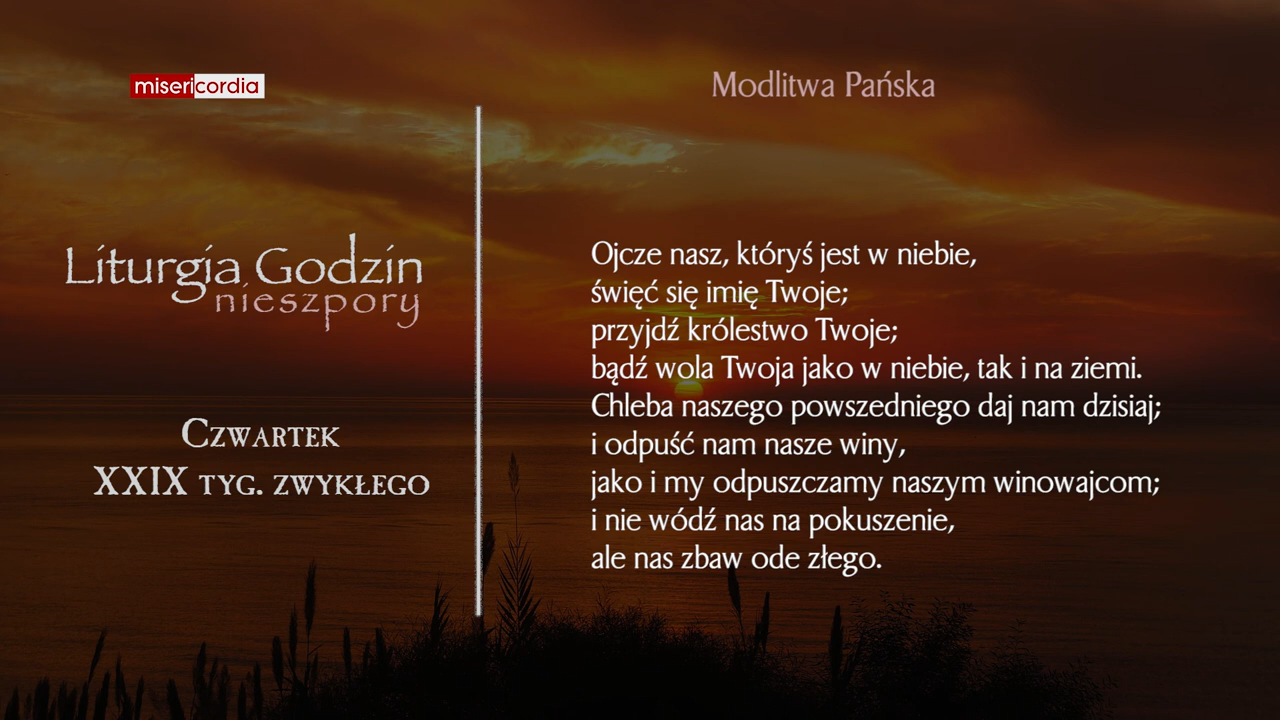 misericordia
Liturgia Godzin
nieszpory
Czwartek
XXIX tyg. zwykłego
Modlitwa Pańska
Ojcze nasz, któryś jest w niebie,
święć się imię Twoje;
przyjdź królestwo Twoje;
bądź wola Twoja jako w niebie, tak i na ziemi.
Chleba naszego powszedniego daj nam dzisiaj;
i odpuść nam nasze winy,
jako i my odpuszczamy naszym winowajcom;
i nie wódź nas na pokuszenie,
ale nas zbaw ode złego.